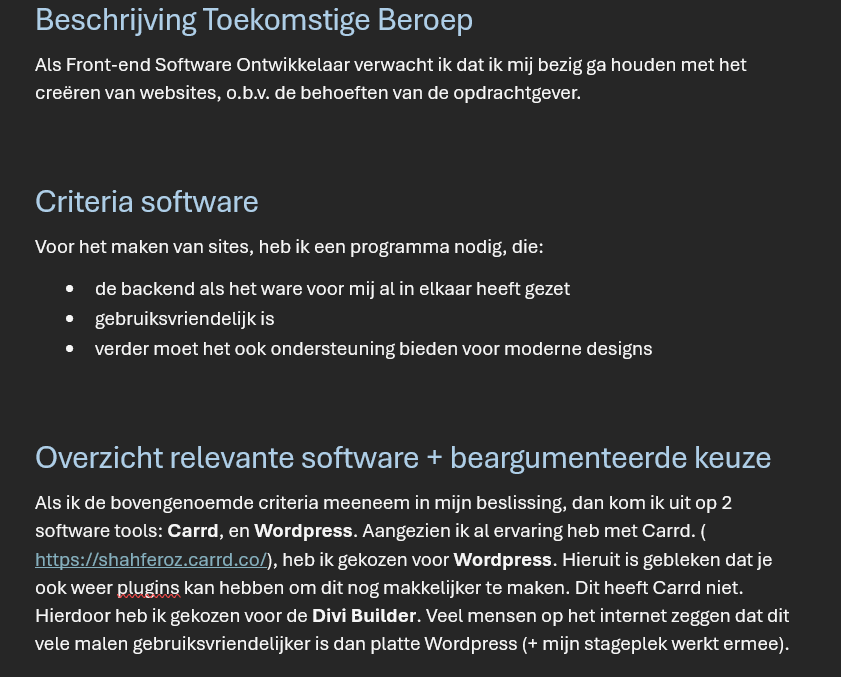 Beschrijving Toekomstige Beroep
Als Front-end Software Ontwikkelaar verwacht ik dat ik mij bezig ga houden met het
creëren van websites, o.b.v. de behoeften van de opdrachtgever.
Criteria software
Voor het maken van sites, heb ik een programma nodig, die:
• de backend als het ware voor mij al in elkaar heeft gezet
• gebruiksvriendelijk is
• verder moet het ook ondersteuning bieden voor moderne designs
Overzicht relevante software + beargumenteerde keuze
Als ik de bovengenoemde criteria meeneem in mijn beslissing, dan kom ik uit op 2
software tools: Carrd, en Wordpress. Aangezien ik al ervaring heb met Carrd. (
https://shahferoz.carrd.co/), heb ik gekozen voor Wordpress. Hieruit is gebleken dat je
ook weer plugins kan hebben om dit nog makkelijker te maken. Dit heeft Carrd niet.
Hierdoor heb ik gekozen voor de Divi Builder. Veel mensen op het internet zeggen dat dit
vele malen gebruiksvriendelijker is dan platte Wordpress (+ mijn stageplek werkt ermee).